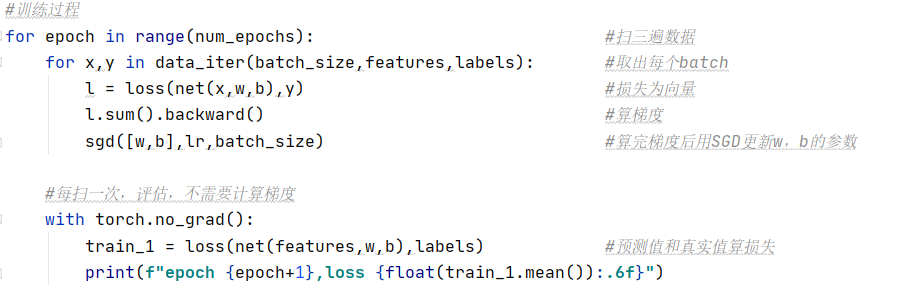 #训练过程
for epoch in range(num_epochs): #扫三遍数据
for x,y in data_iter(batch_size,features,labels): #取出每个batch
l = loss(net(x,w,b),y) #损失为向量
l.sum().backward() #算梯度
sgd([w,b],lr,batch_size) #算完梯度后用SGD更新w，b的参数
#每扫一次，评估，不需要计算梯度
with torch.no_grad():
train_1 = loss(net(features,w,b),labels) #预测值和真实值算损失
print(f"epoch {epoch+1},loss {float(train_1.mean()):.6f}")